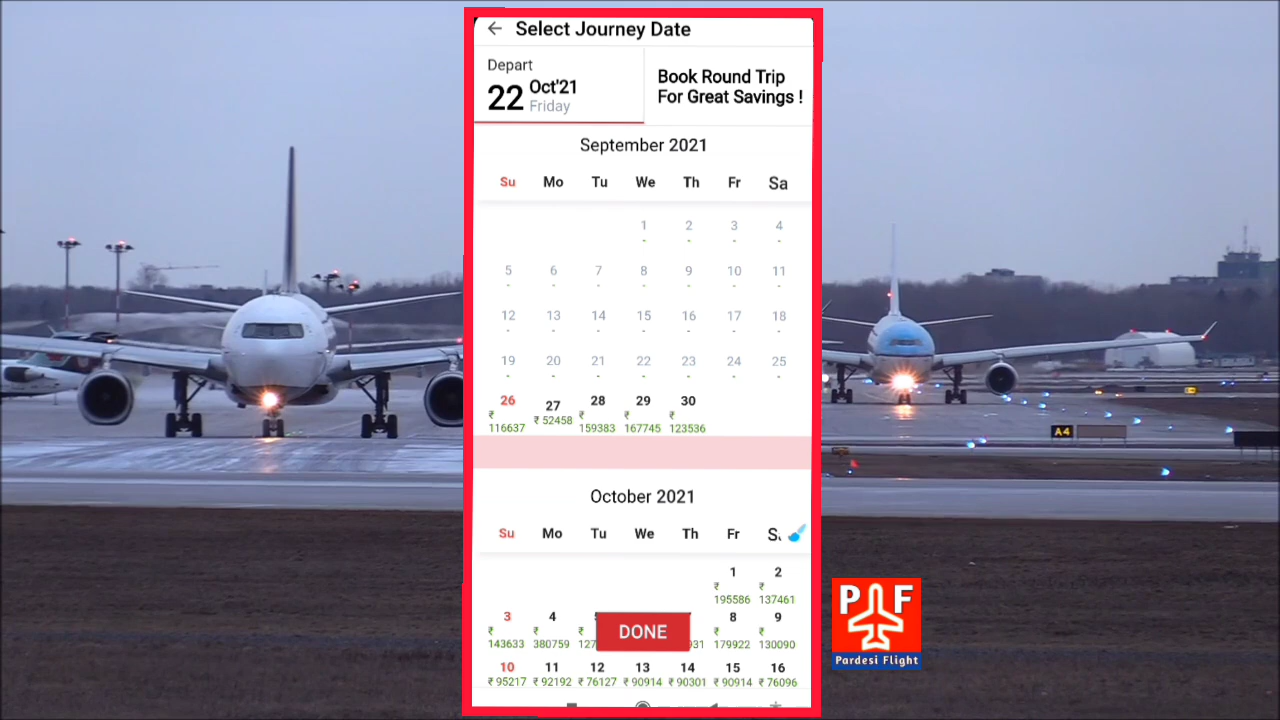 Select Journey Date
Depart
22 Oct'21
Friday
Book Round Trip
For Great Savings !
September 2021
Su Mo Tu We Th Fr Sa
1 2 3 4
- - - -
5 6 7 8 9 10 11
- - - - - - -
12 13 14 15 16 17 18
- - - - - - -
19 20 21 22 23 24 25
- - - - - - -
26 27 28 29 30
₹ 116637 ₹ 52458 ₹ 159383 ₹ 167745 ₹ 123536
October 2021
Su Mo Tu We Th Fr
1 2
₹ 195586 ₹ 137461
3 4 8 9
₹ 143633 ₹ 380759 ₹ 179922 ₹ 130090
DONE
10 11 12 13 14 15 16
₹ 95217 ₹ 92192 ₹ 76127 ₹ 90914 ₹ 90301 ₹ 90914 ₹ 76096
A4
P F
Pardesi Flight